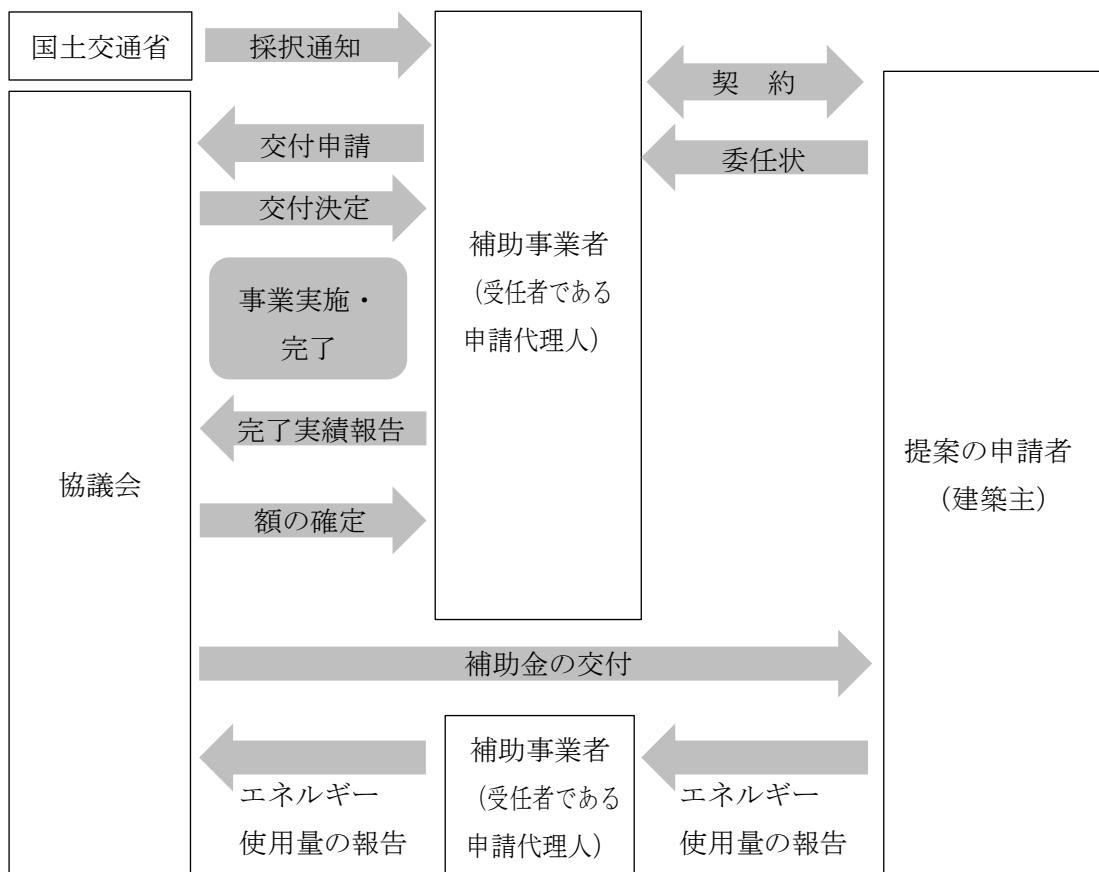 国土交通省
採択通知
契　約
交付申請
委任状
交付決定
補助事業者
（受任者である
申請代理人）
事業実施・
完了
完了実績報告
協議会
提案の申請者
（建築主）
額の確定
補助金の交付
補助事業者
（受任者である
申請代理人）
エネルギー
使用量の報告
エネルギー
使用量の報告